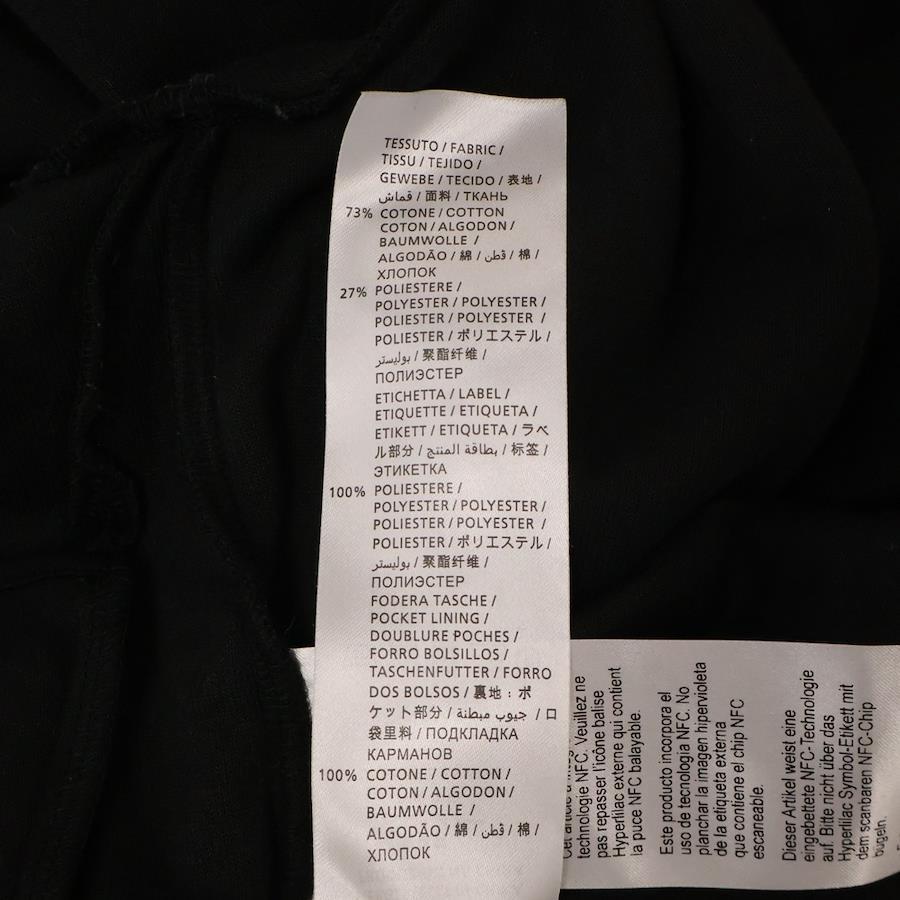 TESSUTO / FABRIC /
TISSU / TEJIDO /
GEWEBE / TECIDO / 表地 /
قماش / 面料 / ТКАНЬ
73% COTONE / COTTON
COTON / ALGODON /
BAUMWOLLE /
ALGODÃO / 綿 / قطن / 棉 /
ХЛОПОК
27% POLIESTERE /
POLYESTER / POLYESTER /
POLIESTER / POLYESTER /
POLIESTER / ポリエステル /
بوليستر / 聚酯纤维 /
ПОЛИЭСТЕР
ETICHETTA / LABEL /
ETIQUETTE / ETIQUETA /
ETIKETT / ETIQUETA / ラベ
ル部分 / بطاقة المنتج / 标签 /
ЭТИКЕТКА
100% POLIESTERE /
POLYESTER / POLYESTER /
POLIESTER / POLYESTER /
POLIESTER / ポリエステル /
بوليستر / 聚酯纤维 /
ПОЛИЭСТЕР
FODERA TASCHE /
POCKET LINING /
DOUBLURE POCHES /
FORRO BOLSILLOS /
TASCHENFUTTER / FORRO
DOS BOLSOS / 裏地：ポ
ケット部分 / جيوب مبطنة / 口
袋里料 / ПОДКЛАДКА
КАРМАНОВ
100% COTONE / COTTON /
COTON / ALGODON /
BAUMWOLLE /
ALGODÃO / 綿 / قطن / 棉 /
ХЛОПОК
technologie NFC. Veuillez ne
pas repasser l'icône balise
Hyperlilac externe qui contient
la puce NFC balayable.
Este producto incorpora el
uso de tecnología NFC. No
planchar la imagen hipervioleta
de la etiqueta externa
que contiene el chip NFC
escaneable.
Dieser Artikel weist eine
eingebettete NFC-Technologie
auf. Bitte nicht über das
Hyperlilac Symbol-Etikett mit
dem scanbaren NFC-Chip
bügeln.